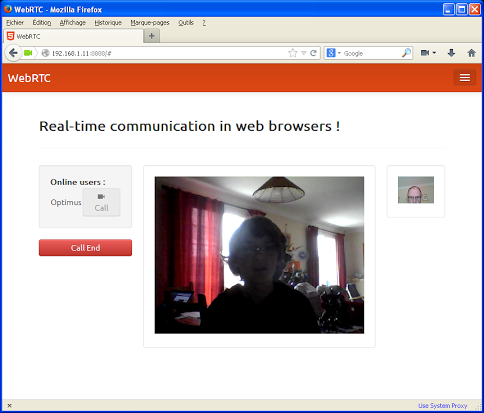 WebRTC - Mozilla Firefox
Fichier Édition Affichage Historique Marque-pages Outils ?
WebRTC
192.168.1.11:8080/# Google
WebRTC
Real-time communication in web browsers !
Online users :
Optimus Call
Call End
Use System Proxy